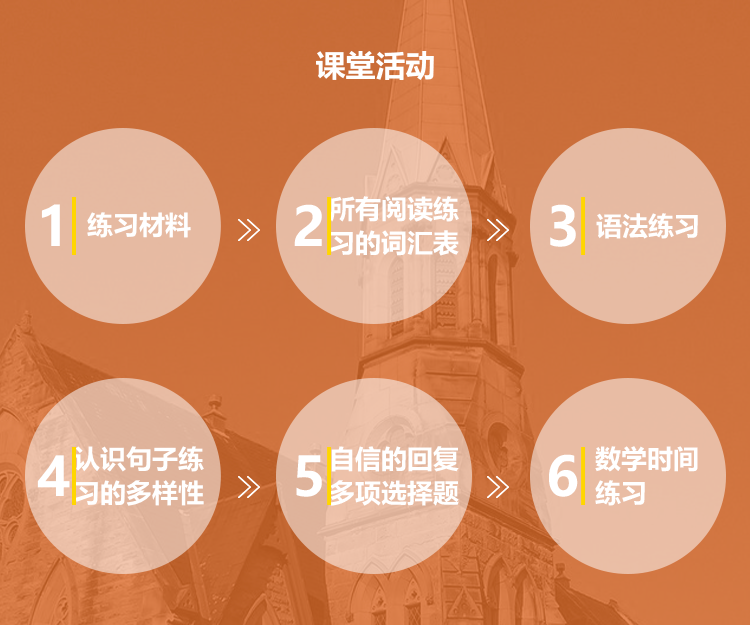 课堂活动
1 练习材料
2 所有阅读练
习的词汇表
3 语法练习
4 认识句子练
习的多样性
5 自信的回复
多项选择题
6 数学时间
练习